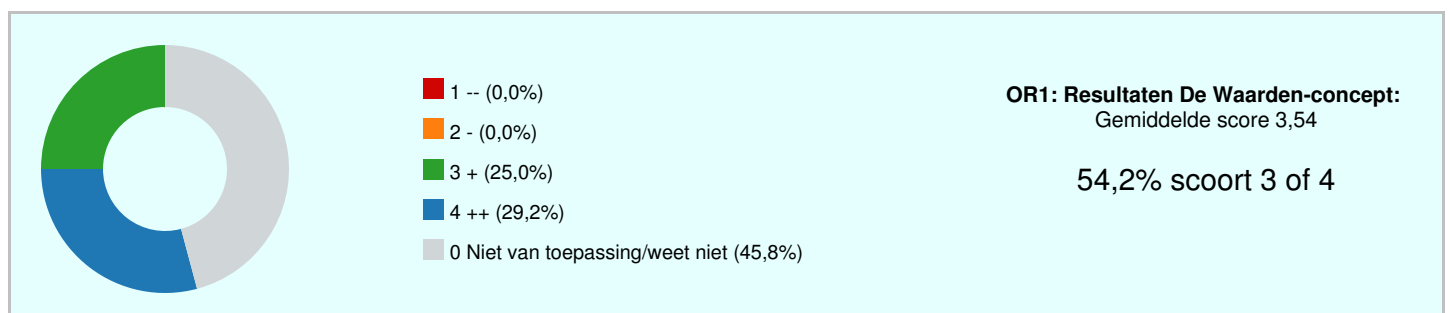 1 -- (0,0%)
2 - (0,0%)
3 + (25,0%)
4 ++ (29,2%)
0 Niet van toepassing/weet niet (45,8%)
OR1: Resultaten De Waarden-concept:
Gemiddelde score 3,54
54,2% scoort 3 of 4